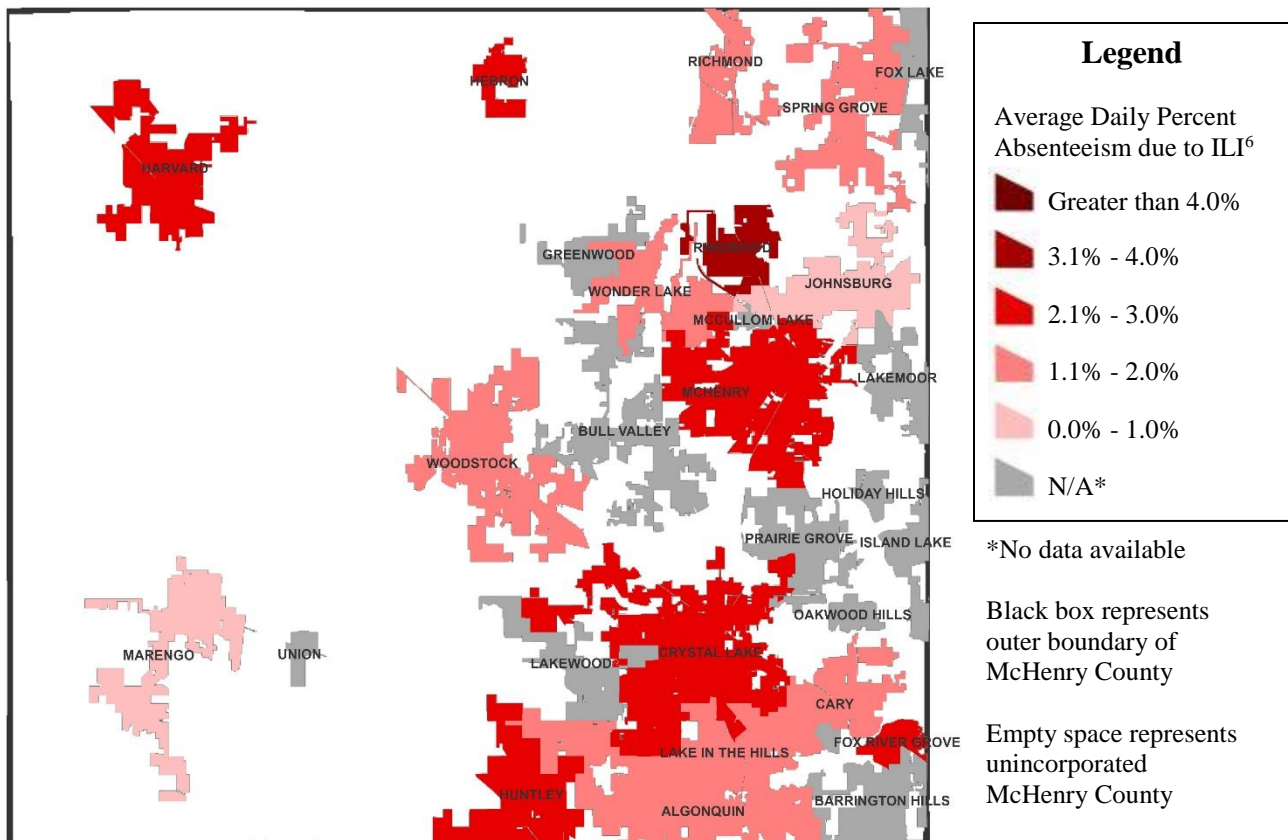 HEBRON
RICHMOND
FOX LAKE
SPRING GROVE
HARVARD
GREENWOOD
RINGWOOD
WONDER LAKE
JOHNSBURG
MCCULLOM LAKE
MCHENRY
LAKEMOOR
BULL VALLEY
WOODSTOCK
HOLIDAY HILLS
PRAIRIE GROVE
ISLAND LAKE
OAKWOOD HILLS
MARENGO
UNION
LAKEWOOD
CRYSTAL LAKE
CARY
LAKE IN THE HILLS
FOX RIVER GROVE
HUNTLEY
ALGONQUIN
BARRINGTON HILLS
Legend
Average Daily Percent
Absenteeism due to ILI⁶
Greater than 4.0%
3.1% - 4.0%
2.1% - 3.0%
1.1% - 2.0%
0.0% - 1.0%
N/A*
*No data available
Black box represents
outer boundary of
McHenry County
Empty space represents
unincorporated
McHenry County